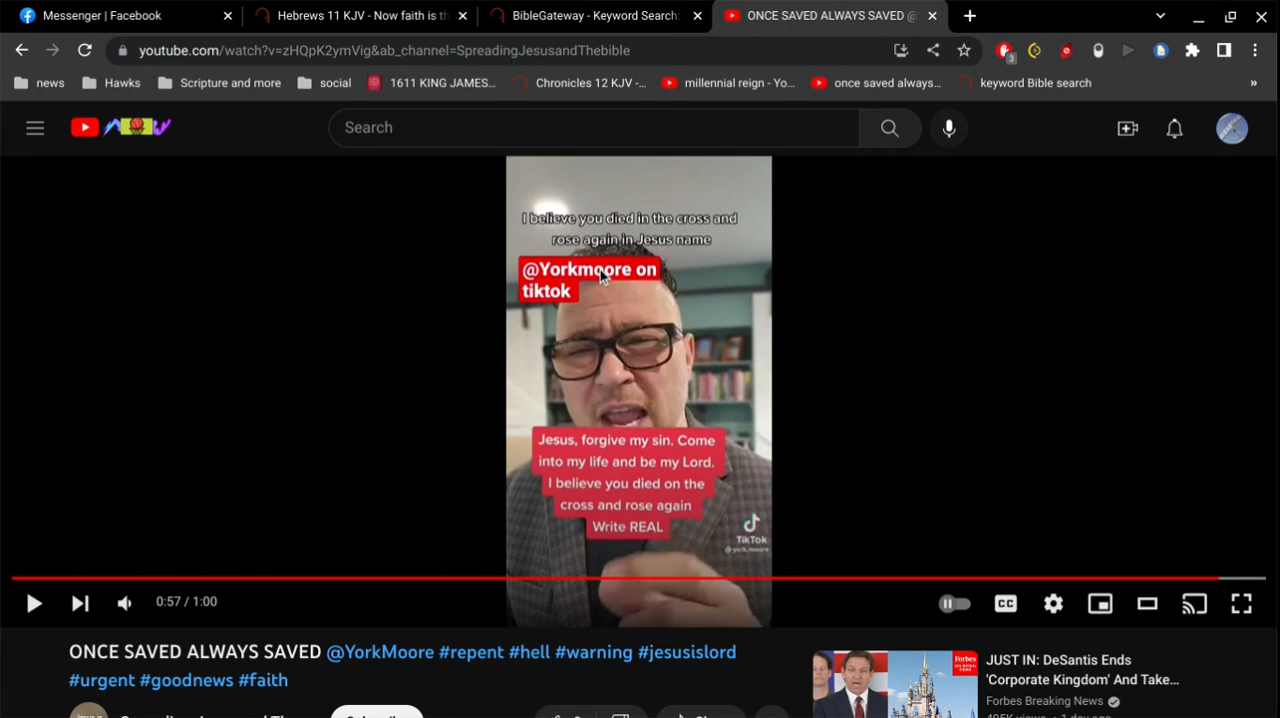 Messenger | Facebook
Hebrews 11 KJV - Now faith is th
BibleGateway - Keyword Search:
ONCE SAVED ALWAYS SAVED @
youtube.com/watch?v=zHQpK2ymVig&ab_channel=SpreadingJesusandThebible
3
news
Hawks
Scripture and more
social
1611 KING JAMES...
Chronicles 12 KJV -...
millennial reign - Yo...
once saved always...
keyword Bible search
»
Search
I believe you died in the cross and
rose again in Jesus name
@Yorkmoore on
tiktok
Jesus, forgive my sin. Come
into my life and be my Lord.
I believe you died on the
cross and rose again
Write REAL
TikTok
@york.moore
0:57 / 1:00
CC
ONCE SAVED ALWAYS SAVED @YorkMoore #repent #hell #warning #jesusislord
#urgent #goodnews #faith
Forbes
JUST IN: DeSantis Ends
'Corporate Kingdom' And Take...
Forbes Breaking News